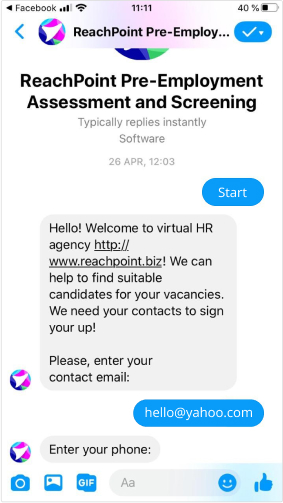 Facebook 11:11 40 %
ReachPoint Pre-Employ...
ReachPoint Pre-Employment
Assessment and Screening
Typically replies instantly
Software
26 APR, 12:03
Start
Hello! Welcome to virtual HR
agency http://
www.reachpoint.biz! We can
help to find suitable
candidates for your vacancies.
We need your contacts to sign
your up!
Please, enter your
contact email:
hello@yahoo.com
Enter your phone:
GIF Aa